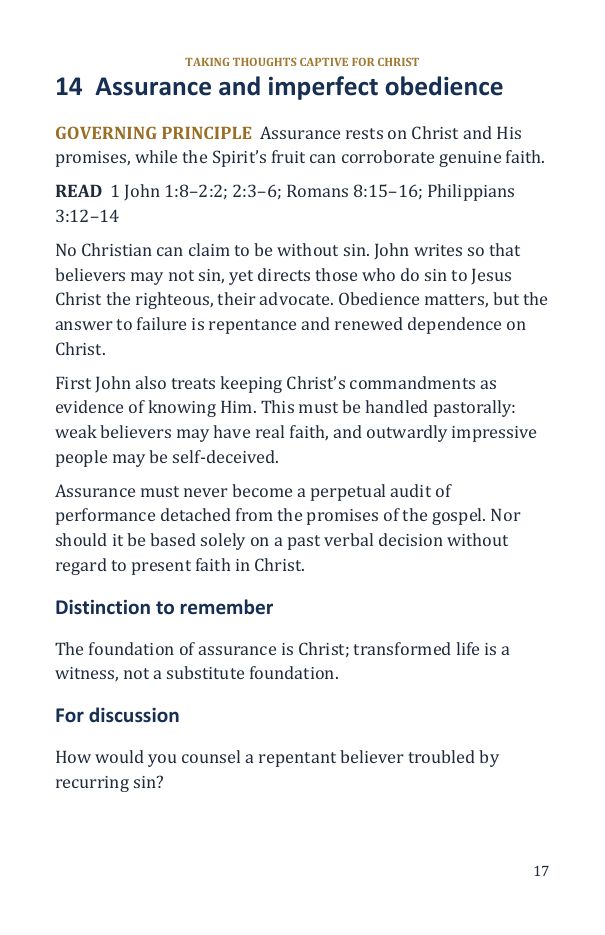 TAKING THOUGHTS CAPTIVE FOR CHRIST
14 Assurance and imperfect obedience
GOVERNING PRINCIPLE Assurance rests on Christ and His
promises, while the Spirit’s fruit can corroborate genuine faith.
READ 1 John 1:8–2:2; 2:3–6; Romans 8:15–16; Philippians
3:12–14
No Christian can claim to be without sin. John writes so that
believers may not sin, yet directs those who do sin to Jesus
Christ the righteous, their advocate. Obedience matters, but the
answer to failure is repentance and renewed dependence on
Christ.
First John also treats keeping Christ’s commandments as
evidence of knowing Him. This must be handled pastorally:
weak believers may have real faith, and outwardly impressive
people may be self-deceived.
Assurance must never become a perpetual audit of
performance detached from the promises of the gospel. Nor
should it be based solely on a past verbal decision without
regard to present faith in Christ.
Distinction to remember
The foundation of assurance is Christ; transformed life is a
witness, not a substitute foundation.
For discussion
How would you counsel a repentant believer troubled by
recurring sin?
17